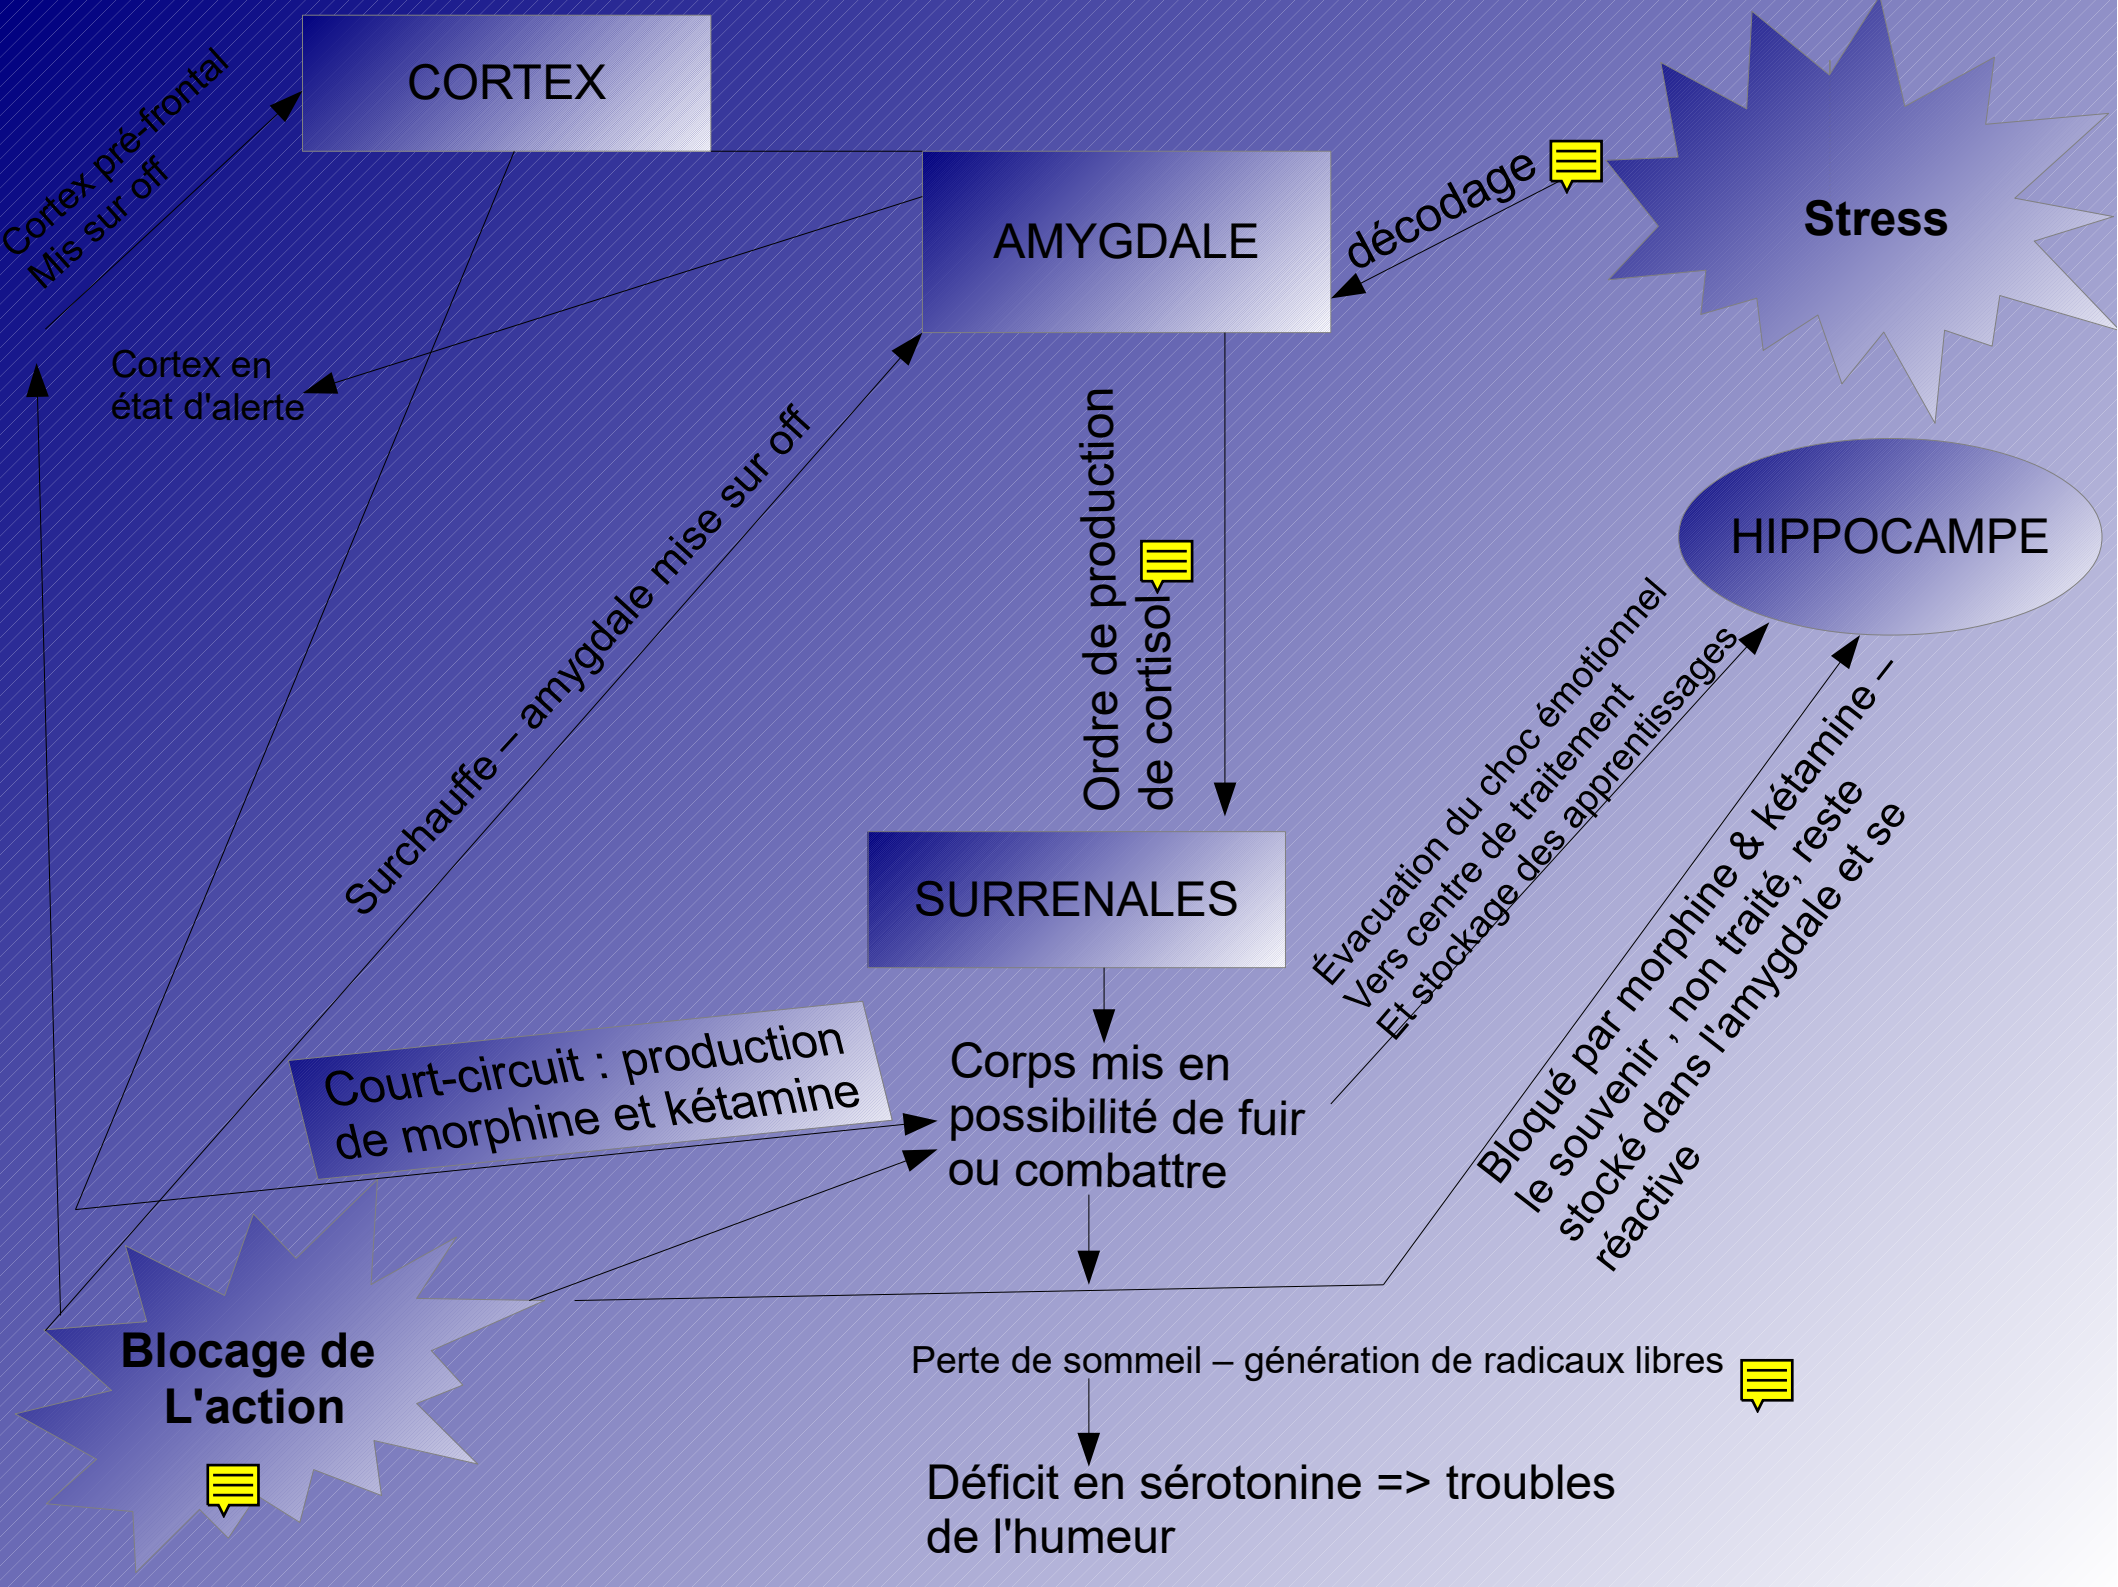 CORTEX
Cortex pré-frontal
Mis sur off
AMYGDALE
décodage
Stress
Cortex en
état d'alerte
Surchauffe – amygdale mise sur off
Ordre de production
de cortisol
HIPPOCAMPE
Évacuation du choc émotionnel
Vers centre de traitement
Et stockage des apprentissages
Bloqué par morphine & kétamine –
le souvenir , non traité, reste
stocké dans l'amygdale et se
réactive
SURRENALES
Court-circuit : production
de morphine et kétamine
Corps mis en
possibilité de fuir
ou combattre
Blocage de
L'action
Perte de sommeil – génération de radicaux libres
Déficit en sérotonine => troubles
de l'humeur